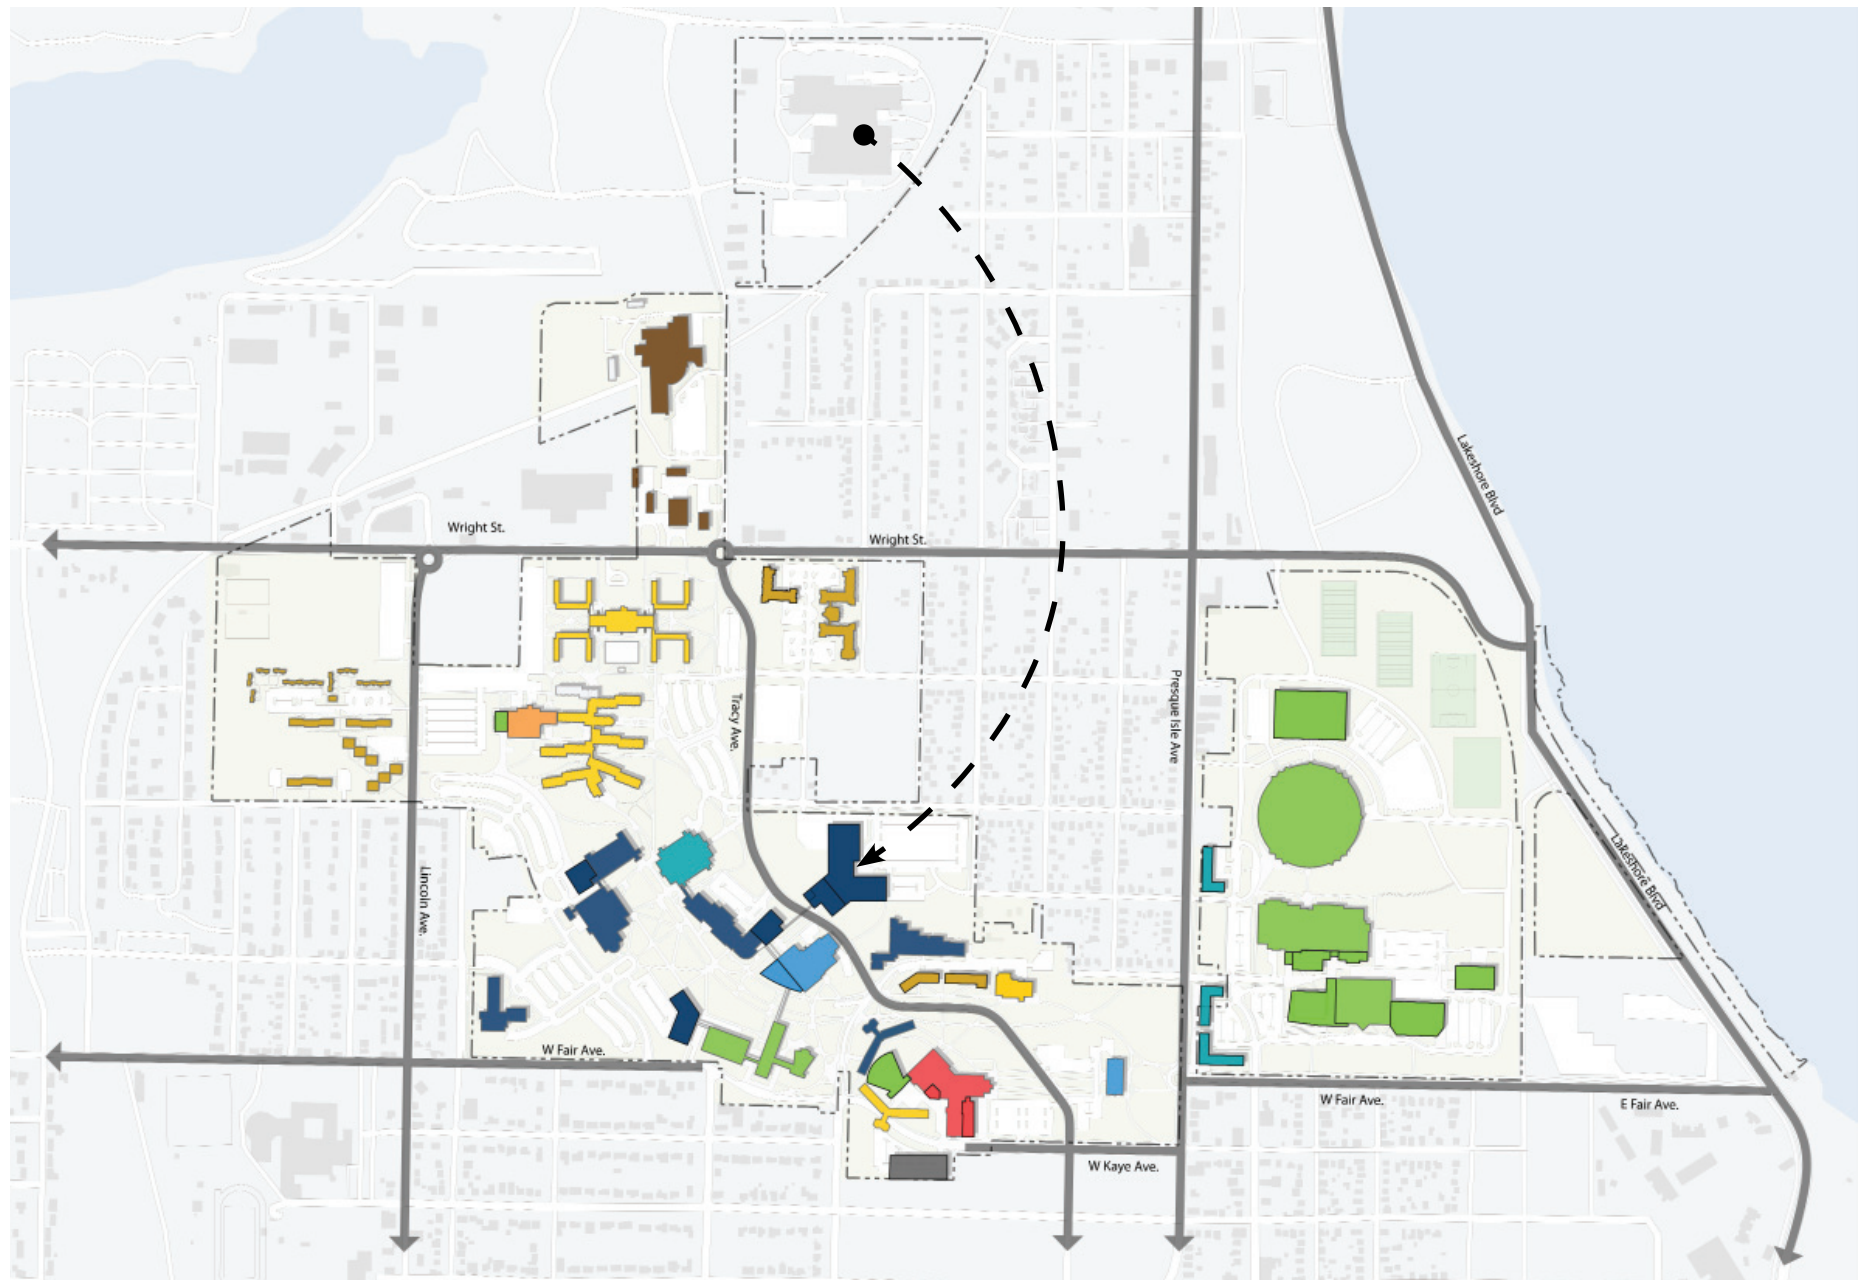 Lakeshore Blvd
Wright St.
Wright St.
Tracy Ave.
Presque Isle Ave
Lincoln Ave.
Lakeshore Blvd
W Fair Ave.
W Fair Ave.
E Fair Ave.
W Kaye Ave.